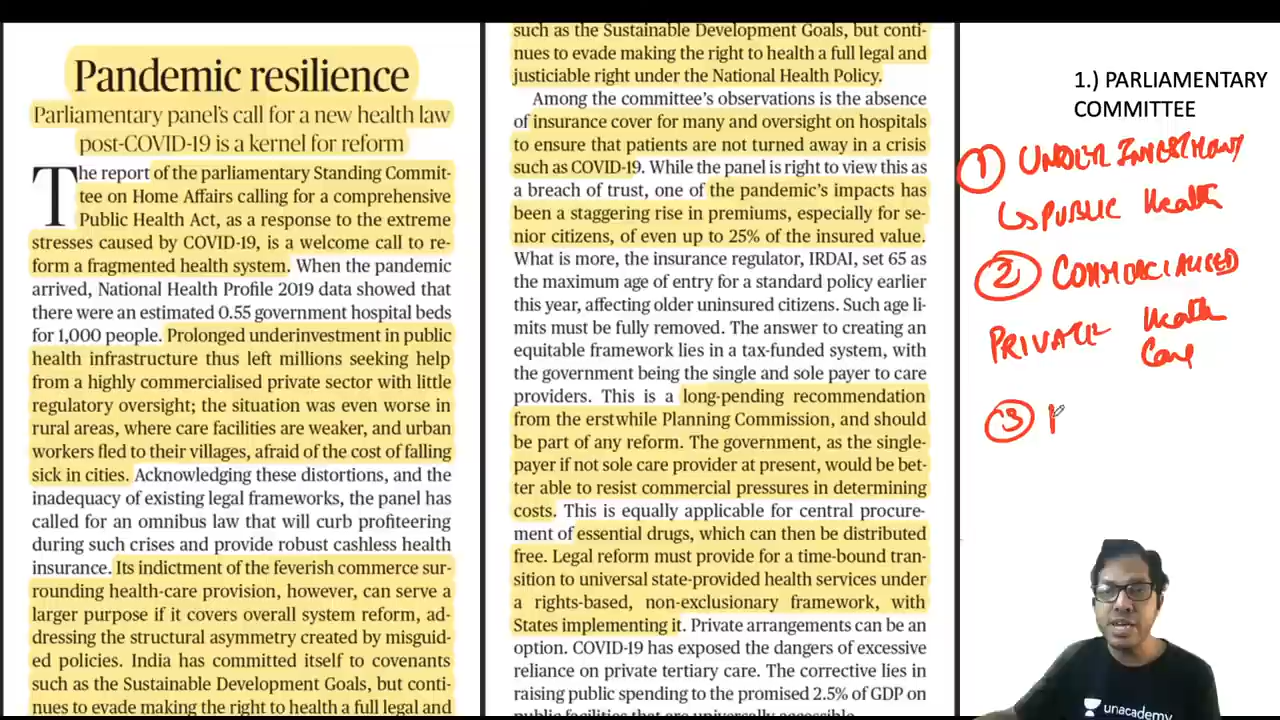 Pandemic resilience
Parliamentary panel's call for a new health law
post-COVID-19 is a kernel for reform
The report of the parliamentary Standing Commit-
tee on Home Affairs calling for a comprehensive
Public Health Act, as a response to the extreme
stresses caused by COVID-19, is a welcome call to re-
form a fragmented health system. When the pandemic
arrived, National Health Profile 2019 data showed that
there were an estimated 0.55 government hospital beds
for 1,000 people. Prolonged underinvestment in public
health infrastructure thus left millions seeking help
from a highly commercialised private sector with little
regulatory oversight; the situation was even worse in
rural areas, where care facilities are weaker, and urban
workers fled to their villages, afraid of the cost of falling
sick in cities. Acknowledging these distortions, and the
inadequacy of existing legal frameworks, the panel has
called for an omnibus law that will curb profiteering
during such crises and provide robust cashless health
insurance. Its indictment of the feverish commerce sur-
rounding health-care provision, however, can serve a
larger purpose if it covers overall system reform, ad-
dressing the structural asymmetry created by misguid-
ed policies. India has committed itself to covenants
such as the Sustainable Development Goals, but conti-
nues to evade making the right to health a full legal and
such as the Sustainable Development Goals, but conti-
nues to evade making the right to health a full legal and
justiciable right under the National Health Policy.
Among the committee's observations is the absence
of insurance cover for many and oversight on hospitals
to ensure that patients are not turned away in a crisis
such as COVID-19. While the panel is right to view this as
a breach of trust, one of the pandemic's impacts has
been a staggering rise in premiums, especially for se-
nior citizens, of even up to 25% of the insured value.
What is more, the insurance regulator, IRDAI, set 65 as
the maximum age of entry for a standard policy earlier
this year, affecting older uninsured citizens. Such age li-
mits must be fully removed. The answer to creating an
equitable framework lies in a tax-funded system, with
the government being the single and sole payer to care
providers. This is a long-pending recommendation
from the erstwhile Planning Commission, and should
be part of any reform. The government, as the single-
payer if not sole care provider at present, would be bet-
ter able to resist commercial pressures in determining
costs. This is equally applicable for central procure-
ment of essential drugs, which can then be distributed
free. Legal reform must provide for a time-bound tran-
sition to universal state-provided health services under
a rights-based, non-exclusionary framework, with
States implementing it. Private arrangements can be an
option. COVID-19 has exposed the dangers of excessive
reliance on private tertiary care. The corrective lies in
raising public spending to the promised 2.5% of GDP on
public facilities that are universally accessible.
1.) PARLIAMENTARY
COMMITTEE
1 UNDER INVESTMENT
PUBLIC Health
2 COMMERCIALISED
PRIVATE Health
Care
3
unacademy